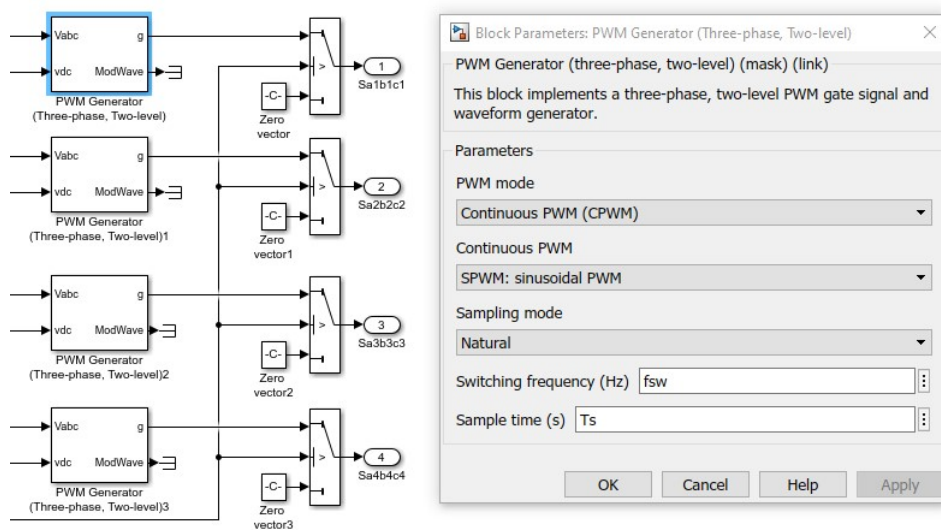 Vabc
g
vdc
ModWave
PWM Generator
(Three-phase, Two-level)
>
-C-
Zero
vector
1
Sa1b1c1
Vabc
g
vdc
ModWave
PWM Generator
(Three-phase, Two-level)1
>
-C-
Zero
vector1
2
Sa2b2c2
Vabc
g
vdc
ModWave
PWM Generator
(Three-phase, Two-level)2
>
-C-
Zero
vector2
3
Sa3b3c3
Vabc
g
vdc
ModWave
PWM Generator
(Three-phase, Two-level)3
>
-C-
Zero
vector3
4
Sa4b4c4
Block Parameters: PWM Generator (Three-phase, Two-level)
PWM Generator (three-phase, two-level) (mask) (link)
This block implements a three-phase, two-level PWM gate signal and
waveform generator.
Parameters
PWM mode
Continuous PWM (CPWM)
Continuous PWM
SPWM: sinusoidal PWM
Sampling mode
Natural
Switching frequency (Hz) fsw
Sample time (s) Ts
OK Cancel Help Apply